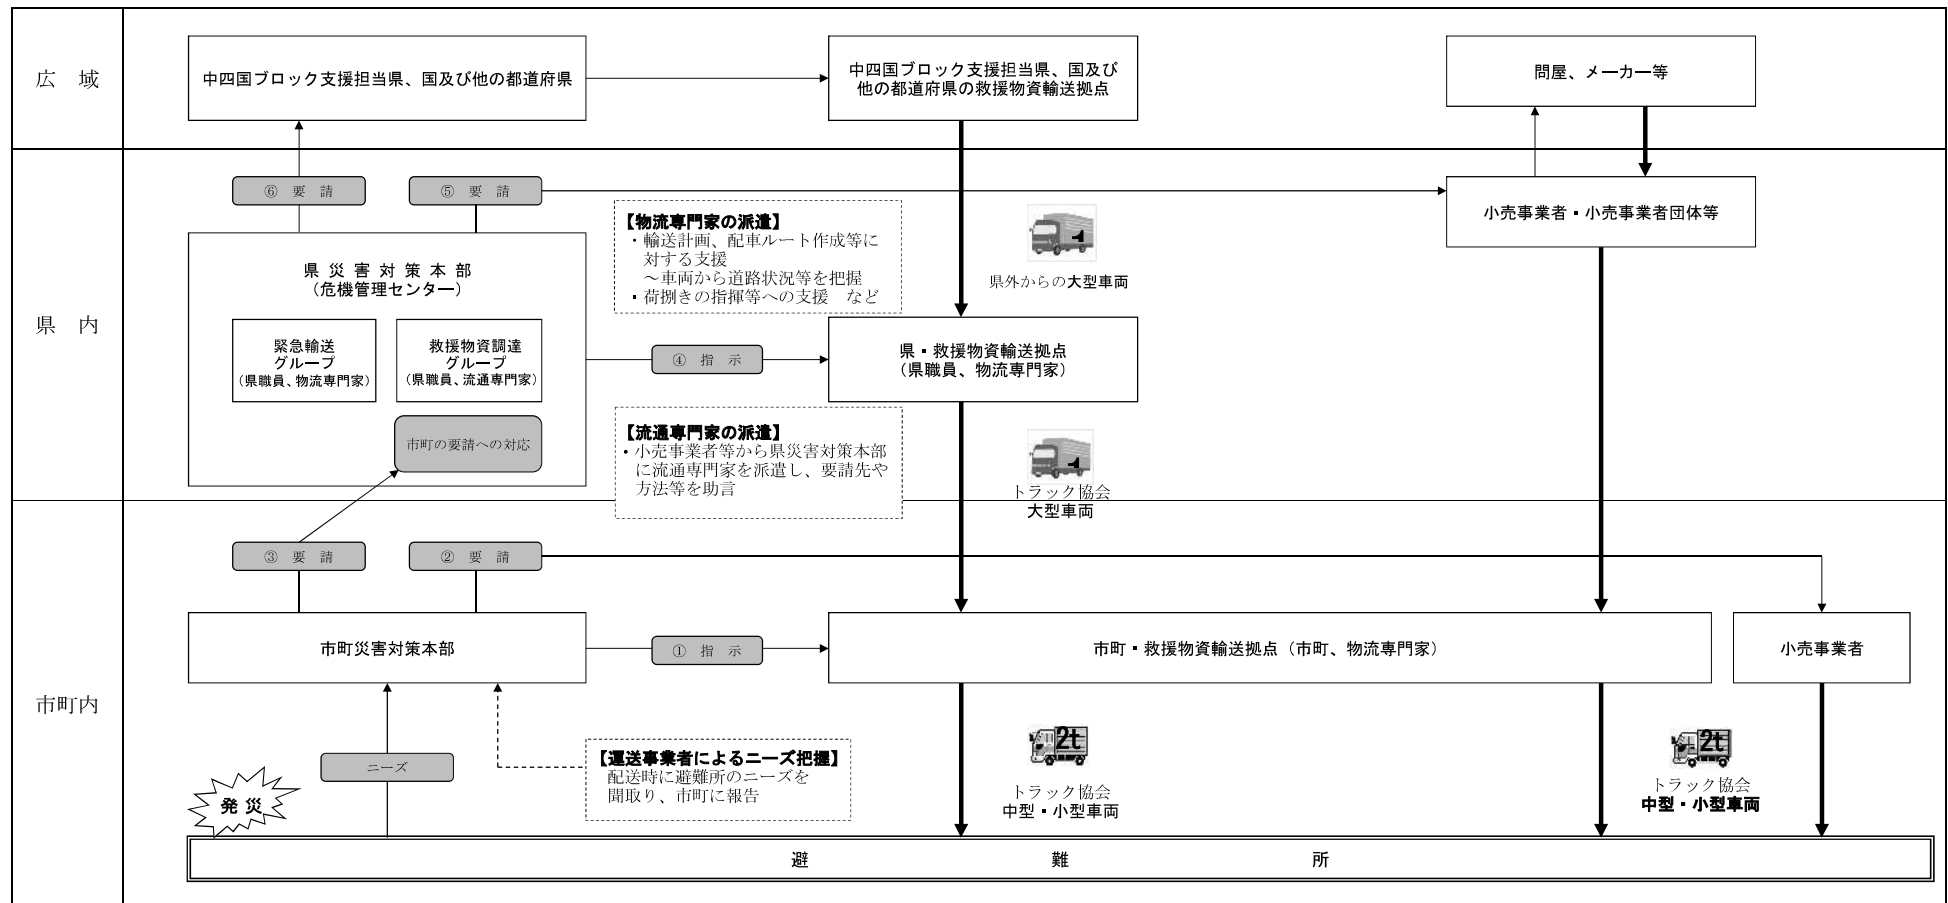 広　域
中四国ブロック支援担当県、国及び他の都道府県
中四国ブロック支援担当県、国及び
他の都道府県の救援物資輸送拠点
問屋、メーカー等
県　内
⑥　要　請
⑤　要　請
小売事業者・小売事業者団体等
【物流専門家の派遣】
・輸送計画、配車ルート作成等に
対する支援
～車両から道路状況等を把握
・荷捌きの指揮等への支援　など
県外からの大型車両
県災害対策本部
（危機管理センター）
緊急輸送
グループ
（県職員、物流専門家）
救援物資調達
グループ
（県職員、流通専門家）
④　指　示
県・救援物資輸送拠点
（県職員、物流専門家）
市町の要請への対応
【流通専門家の派遣】
・小売事業者等から県災害対策本部
に流通専門家を派遣し、要請先や
方法等を助言
トラック協会
大型車両
市町内
③　要　請
②　要　請
市町災害対策本部
①　指　示
市町・救援物資輸送拠点（市町、物流専門家）
小売事業者
ニーズ
【運送事業者によるニーズ把握】
配送時に避難所のニーズを
聞取り、市町に報告
2t
トラック協会
中型・小型車両
2t
トラック協会
中型・小型車両
発災
避　難　所